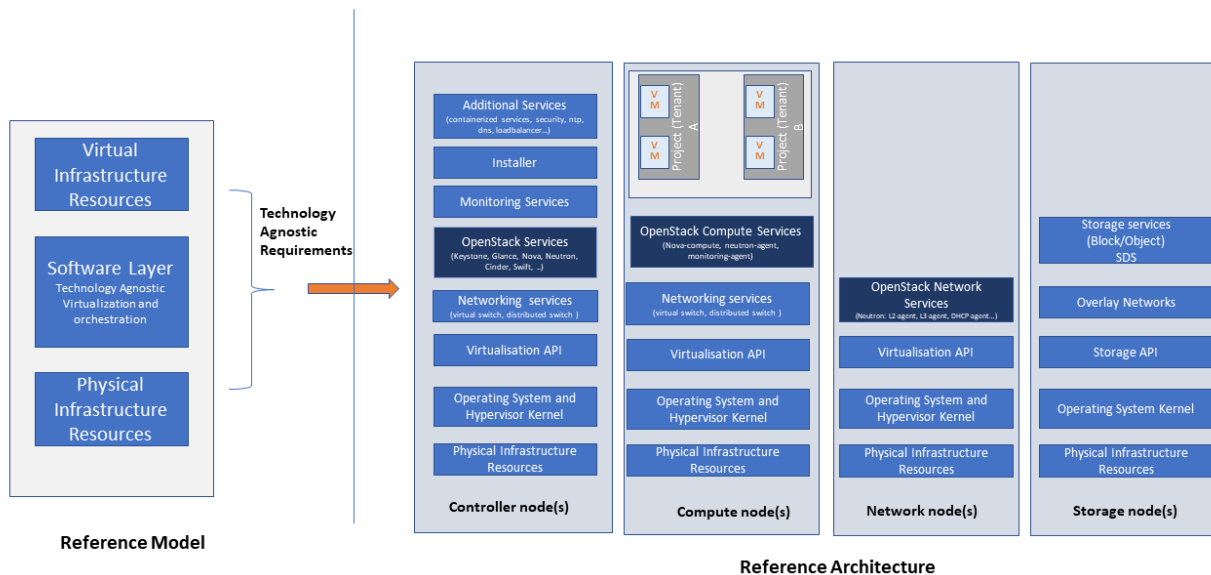 Virtual
Infrastructure
Resources
Software Layer
Technology Agnostic
Virtualization and
orchestration
Physical
Infrastructure
Resources
Reference Model
Technology
Agnostic
Requirements
Additional Services
(containerized services, security, ntp,
dns, loadbalancer...)
Installer
Monitoring Services
OpenStack Services
(Keystone, Glance, Nova, Neutron,
Cinder, Swift, ..)
Networking services
(virtual switch, distributed switch )
Virtualisation API
Operating System and
Hypervisor Kernel
Physical Infrastructure
Resources
Controller node(s)
V
M
V
M
Project (Tenant)
A
V
M
V
M
Project (Tenant)
B
OpenStack Compute Services
(Nova-compute, neutron-agent,
monitoring-agent)
Networking services
(virtual switch, distributed switch )
Virtualisation API
Operating System and
Hypervisor Kernel
Physical Infrastructure
Resources
Compute node(s)
OpenStack Network
Services
(Neutron: L2 agent, L3 agent, DHCP agent...)
Virtualisation API
Operating System and
Hypervisor Kernel
Physical Infrastructure
Resources
Network node(s)
Storage services
(Block/Object)
SDS
Overlay Networks
Storage API
Operating System Kernel
Physical Infrastructure
Resources
Storage node(s)
Reference Architecture